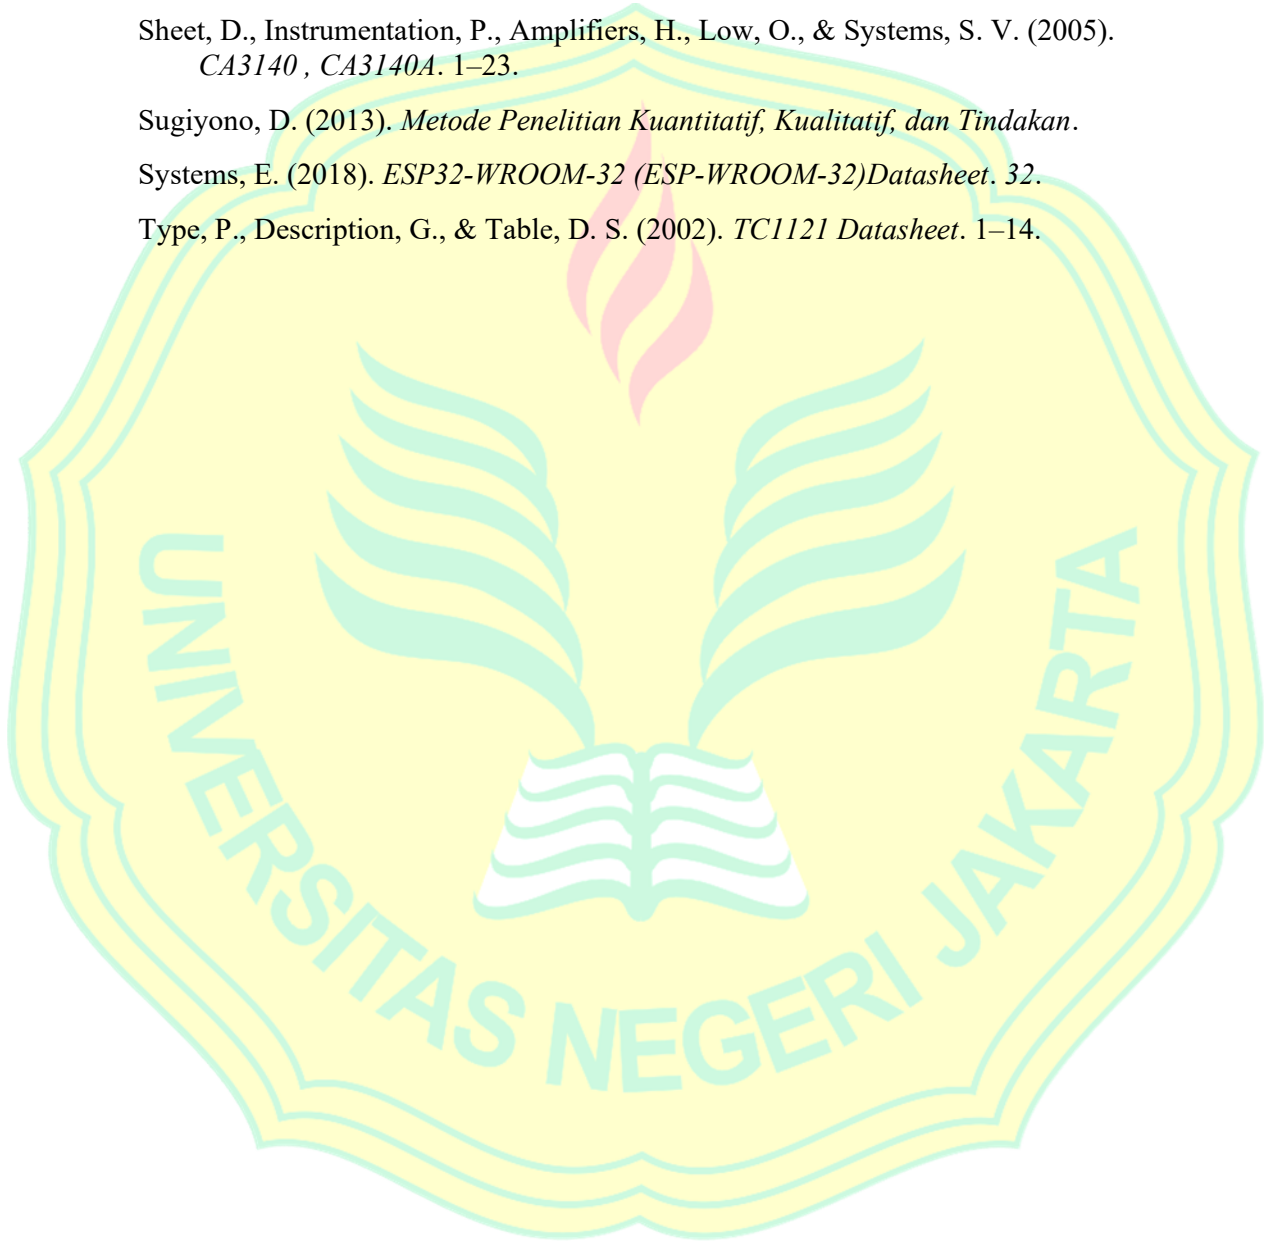 Sheet, D., Instrumentation, P., Amplifiers, H., Low, O., & Systems, S. V. (2005).
CA3140 , CA3140A. 1–23.
Sugiyono, D. (2013). Metode Penelitian Kuantitatif, Kualitatif, dan Tindakan.
Systems, E. (2018). ESP32-WROOM-32 (ESP-WROOM-32)Datasheet. 32.
Type, P., Description, G., & Table, D. S. (2002). TC1121 Datasheet. 1–14.
UNIVERSITAS NEGERI JAKARTA